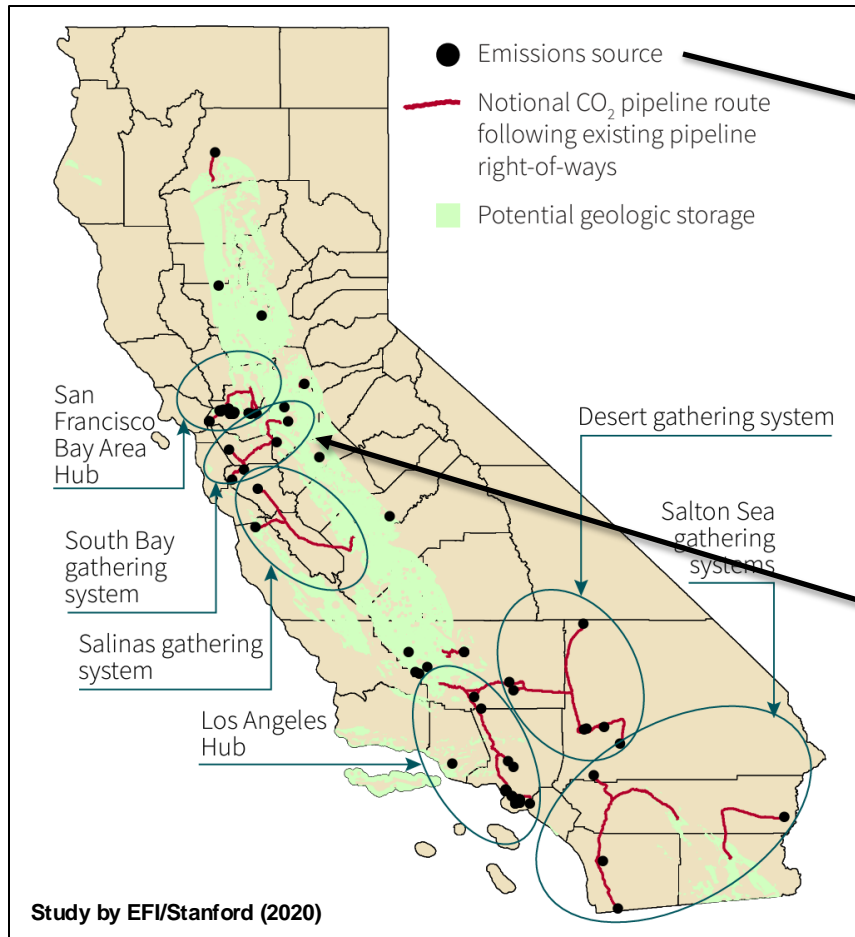 Emissions source
Notional CO₂ pipeline route
following existing pipeline
right-of-ways
Potential geologic storage
San
Francisco
Bay Area
Hub
South Bay
gathering
system
Salinas gathering
system
Los Angeles
Hub
Desert gathering system
Salton Sea
gathering
systems
Study by EFI/Stanford (2020)